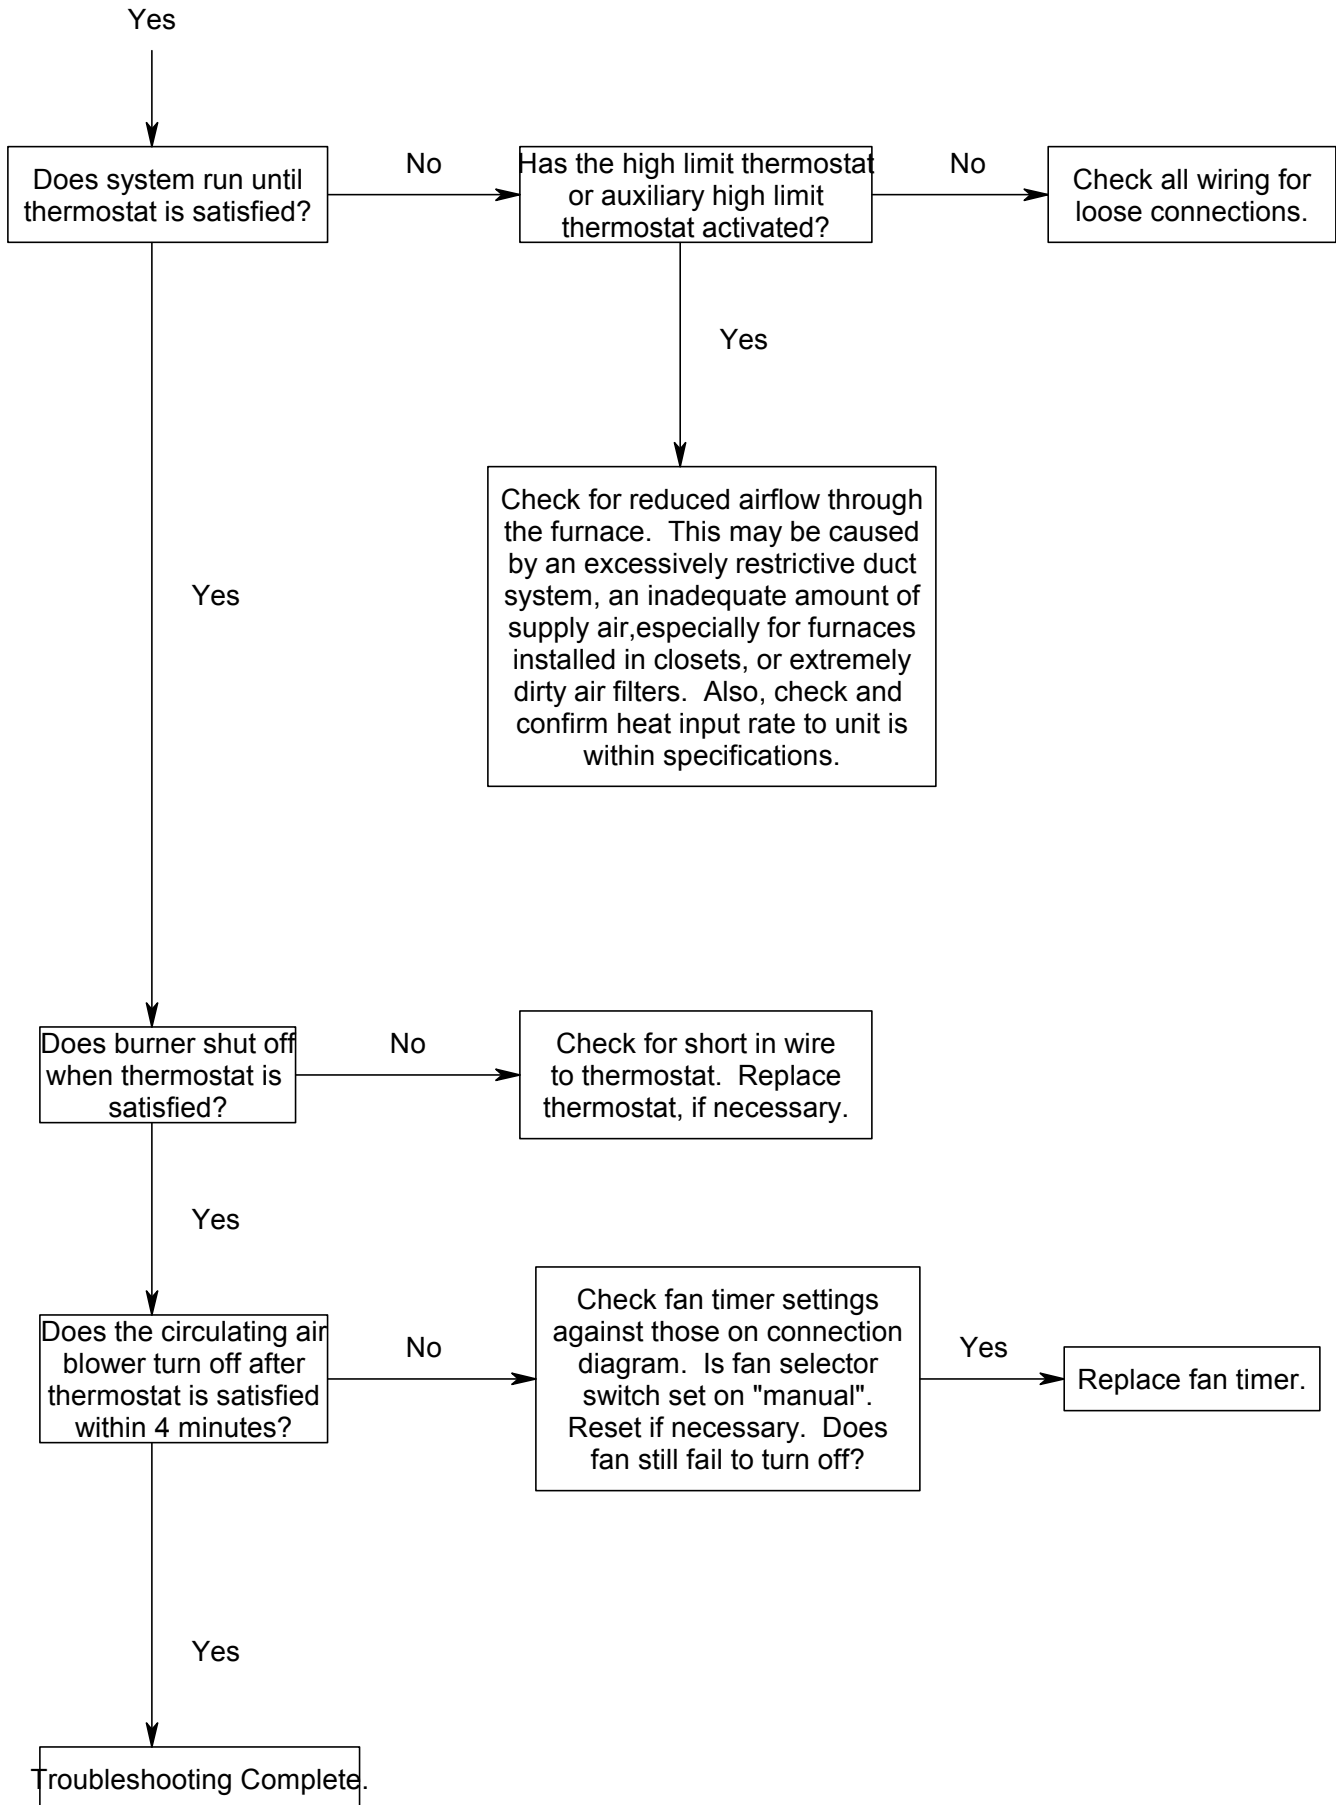 Yes
Does system run until
thermostat is satisfied?
No
Has the high limit thermostat
or auxiliary high limit
thermostat activated?
No
Check all wiring for
loose connections.
Yes
Check for reduced airflow through
the furnace.  This may be caused
by an excessively restrictive duct
system, an inadequate amount of
supply air,especially for furnaces
installed in closets, or extremely
dirty air filters.  Also, check and
confirm heat input rate to unit is
within specifications.
Yes
Does burner shut off
when thermostat is
satisfied?
No
Check for short in wire
to thermostat.  Replace
thermostat, if necessary.
Yes
Does the circulating air
blower turn off after
thermostat is satisfied
within 4 minutes?
No
Check fan timer settings
against those on connection
diagram.  Is fan selector
switch set on "manual".
Reset if necessary.  Does
fan still fail to turn off?
Yes
Replace fan timer.
Yes
Troubleshooting Complete.